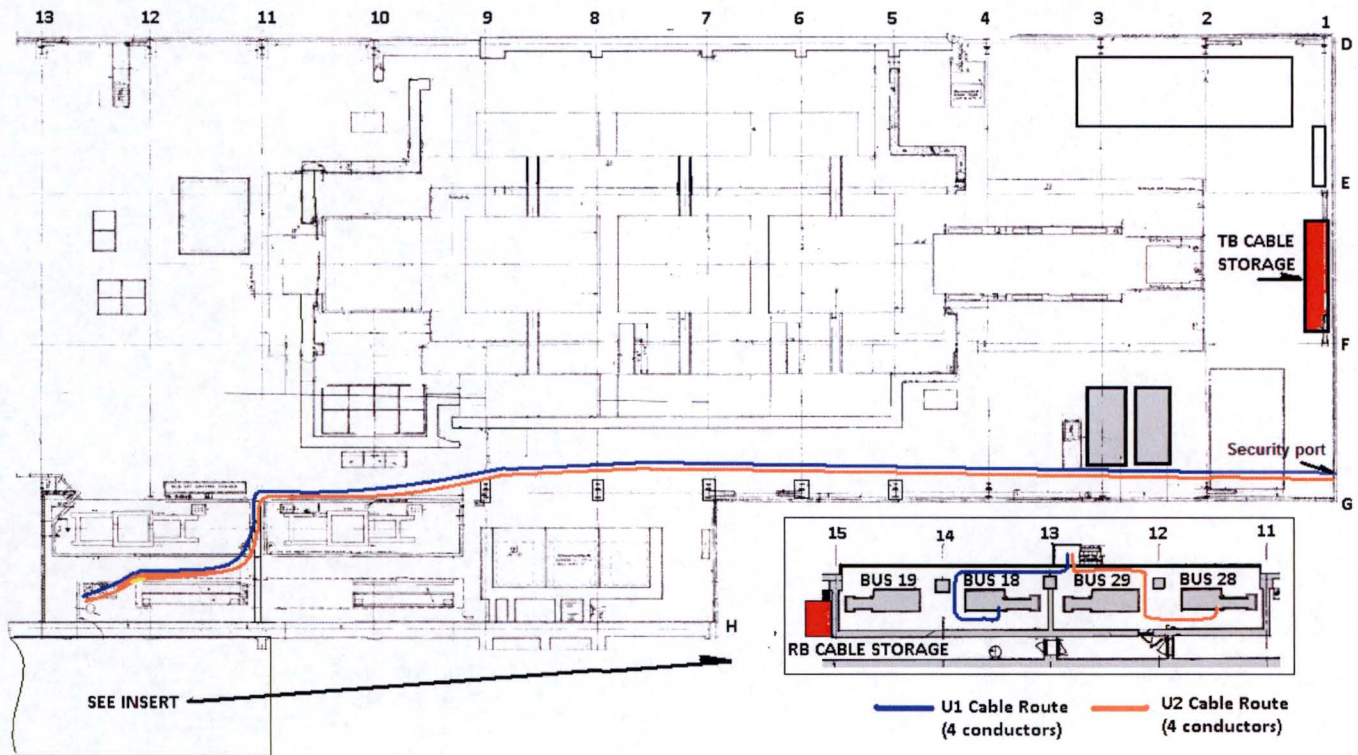 13 12 11 10 9 8 7 6 5 4 3 2 1
D
E
TB CABLE
STORAGE
F
Security port
G
15 14 13 12 11
BUS 19 BUS 18 BUS 29 BUS 28
H
RB CABLE STORAGE
SEE INSERT
U1 Cable Route
(4 conductors)
U2 Cable Route
(4 conductors)